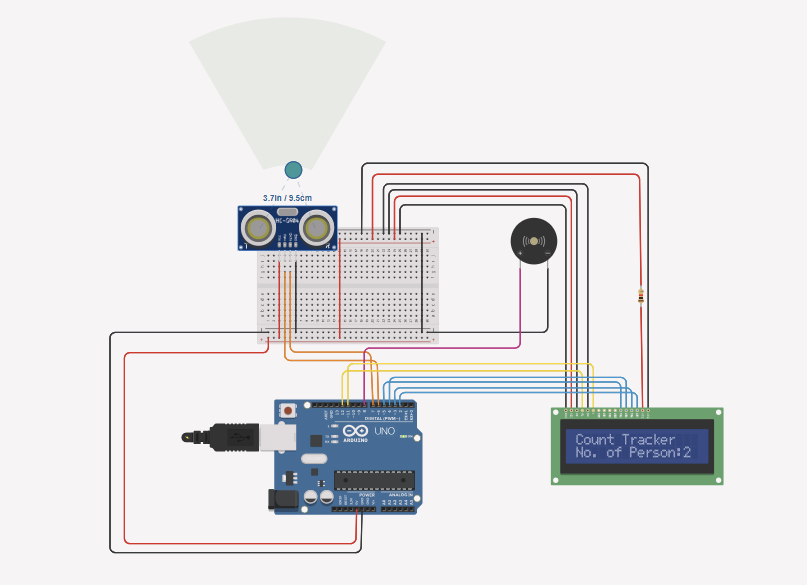 3.7in / 9.5cm
HC-SR04
DIGITAL (PWM~)
UNO
ARDUINO
POWER
ANALOG IN
Count Tracker
No. of Person:2